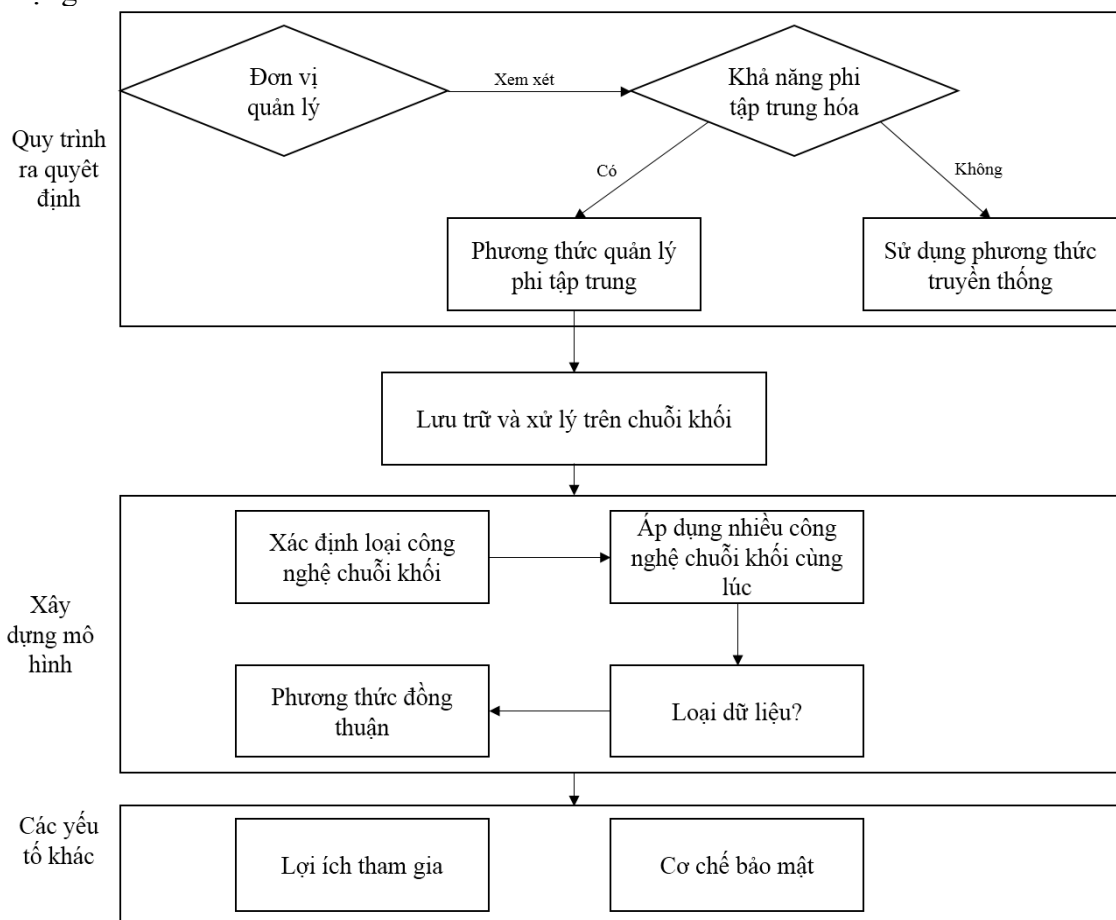 Đơn vị
quản lý
Xem xét
Khả năng phi
tập trung hóa
Quy trình
ra quyêt
định
Có
Không
Phương thức quản lý
phi tập trung
Sử dụng phương thức
truyền thống
Lưu trữ và xử lý trên chuỗi khối
Xây
dựng mô
hình
Xác định loại công
nghệ chuỗi khối
Áp dụng nhiều công
nghệ chuỗi khối cùng
lúc
Phương thức đồng
thuận
Loại dữ liệu?
Các yếu
tố khác
Lợi ích tham gia
Cơ chế bảo mật